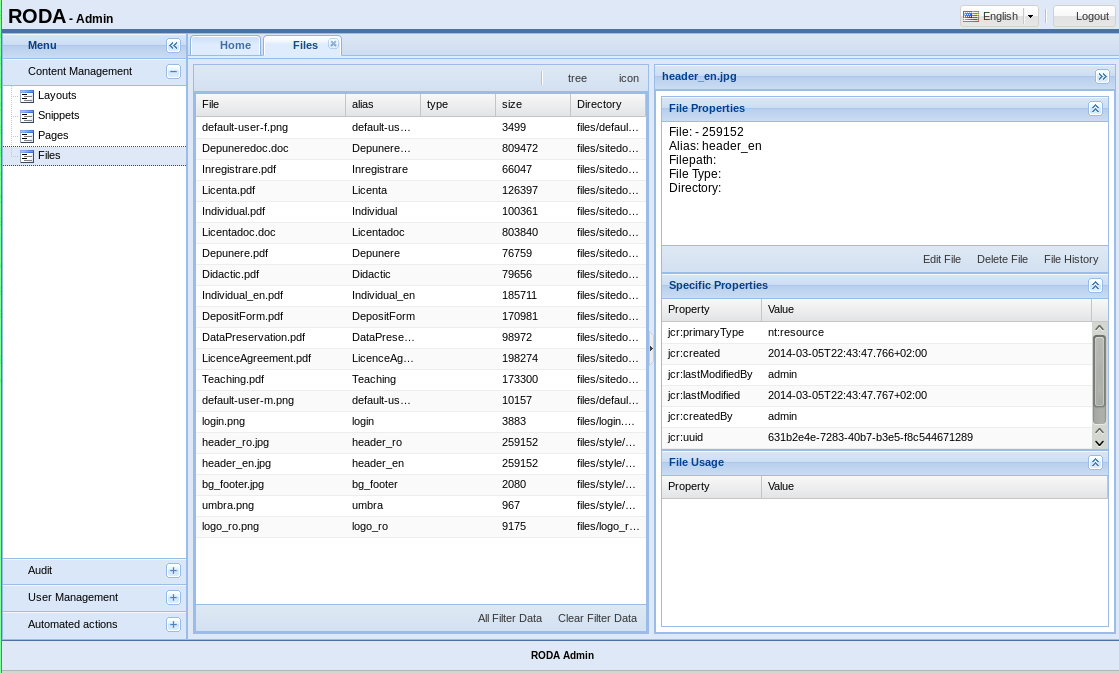 RODA - Admin
English
Logout
Menu
Home
Files
Content Management
Layouts
Snippets
Pages
Files
Audit
User Management
Automated actions
tree icon
File alias type size Directory
default-user-f.png default-us... 3499 files/defaul...
Depuneredoc.doc Depunere... 809472 files/sitedo...
Inregistrare.pdf Inregistrare 66047 files/sitedo...
Licenta.pdf Licenta 126397 files/sitedo...
Individual.pdf Individual 100361 files/sitedo...
Licentadoc.doc Licentadoc 803840 files/sitedo...
Depunere.pdf Depunere 76759 files/sitedo...
Didactic.pdf Didactic 79656 files/sitedo...
Individual_en.pdf Individual_en 185711 files/sitedo...
DepositForm.pdf DepositForm 170981 files/sitedo...
DataPreservation.pdf DataPrese... 98972 files/sitedo...
LicenceAgreement.pdf LicenceAg... 198274 files/sitedo...
Teaching.pdf Teaching 173300 files/sitedo...
default-user-m.png default-us... 10157 files/defaul...
login.png login 3883 files/login....
header_ro.jpg header_ro 259152 files/style/...
header_en.jpg header_en 259152 files/style/...
bg_footer.jpg bg_footer 2080 files/style/...
umbra.png umbra 967 files/style/...
logo_ro.png logo_ro 9175 files/logo_r...
All Filter Data Clear Filter Data
header_en.jpg
File Properties
File: - 259152
Alias: header_en
Filepath:
File Type:
Directory:
Edit File Delete File File History
Specific Properties
Property Value
jcr:primaryType nt:resource
jcr:created 2014-03-05T22:43:47.766+02:00
jcr:lastModifiedBy admin
jcr:lastModified 2014-03-05T22:43:47.767+02:00
jcr:createdBy admin
jcr:uuid 631b2e4e-7283-40b7-b3e5-f8c544671289
File Usage
Property Value
RODA Admin